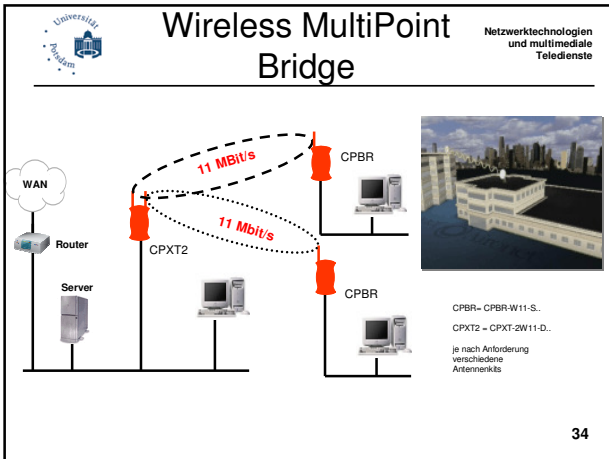 Universität
Potsdam
Wireless MultiPoint
Bridge
Netzwerktechnologien
und multimediale
Teledienste
11 MBit/s
CPBR
WAN
11 Mbit/s
Router
CPXT2
Server
CPBR
CPBR= CPBR-W11-S..
CPXT2 = CPXT-2W11-D..
je nach Anforderung
verschiedene
Antennenkits
34